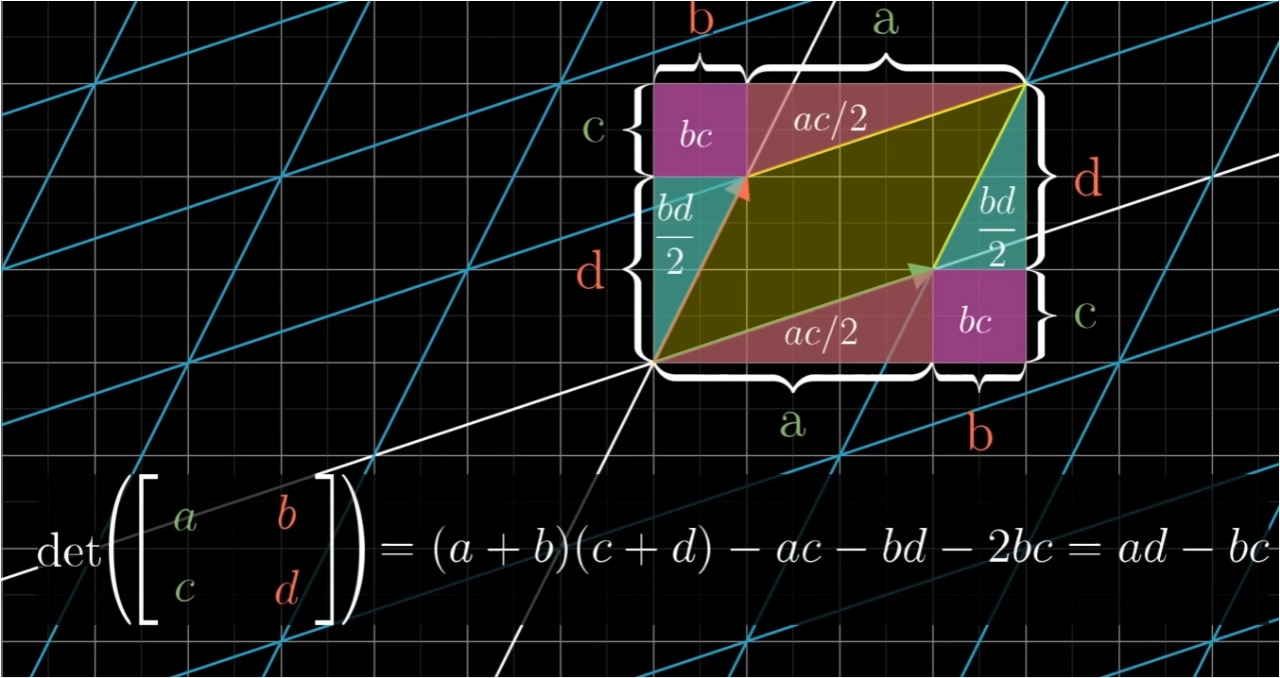 b a
c bc ac/2
d
bd/2 bd/2
d
ac/2 bc c
a b
det([a b
c d]) = (a + b)(c + d) − ac − bd − 2bc = ad − bc